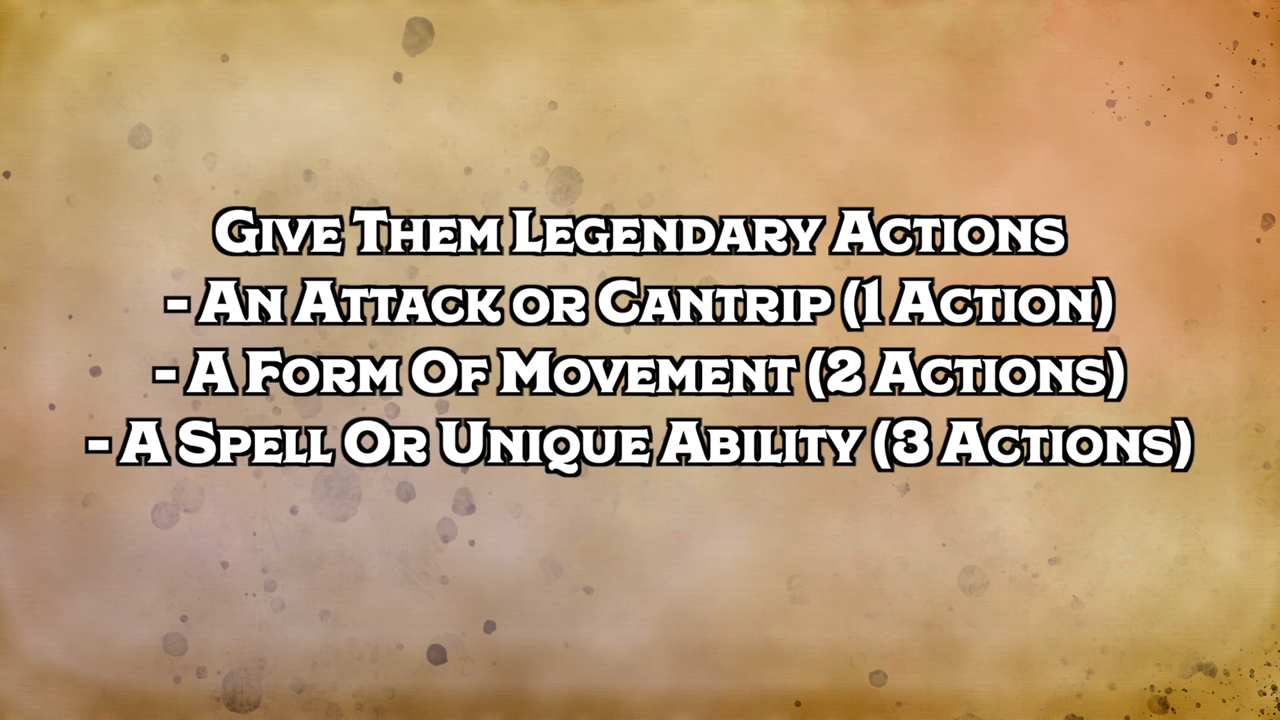 Give Them Legendary Actions
- An Attack or Cantrip (1 Action)
- A Form Of Movement (2 Actions)
- A Spell Or Unique Ability (3 Actions)